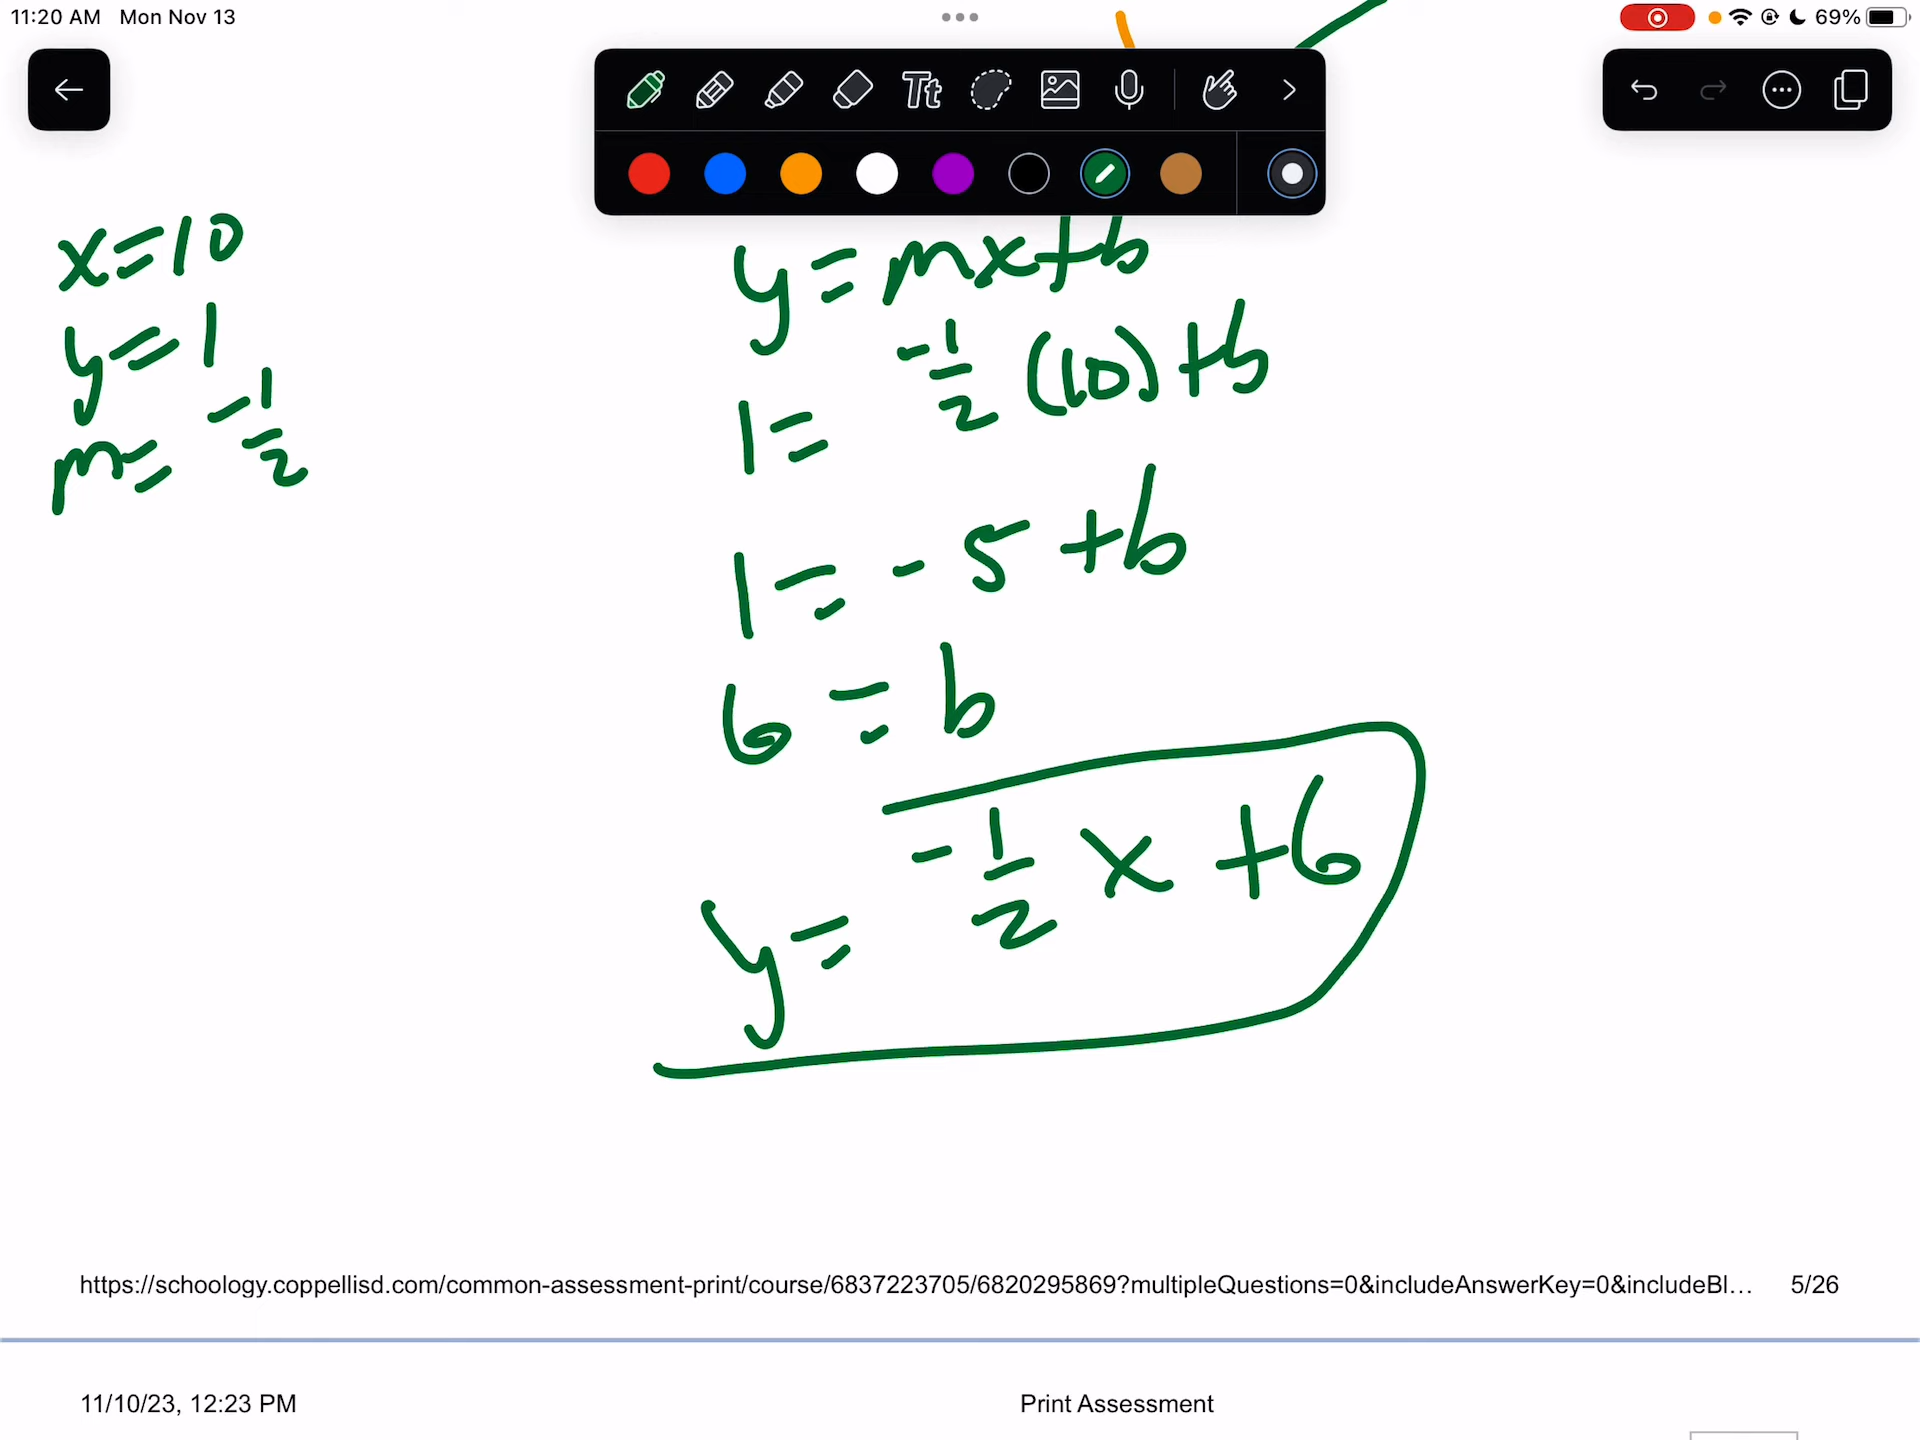 11:20 AM Mon Nov 13
69%
Tt
x=10
y=1
m= -1/2
y=mx+b
1= -1/2 (10)+b
1=-5+b
6=b
y= -1/2 x +6
https://schoology.coppellisd.com/common-assessment-print/course/6837223705/6820295869?multipleQuestions=0&includeAnswerKey=0&includeBl... 5/26
11/10/23, 12:23 PM Print Assessment